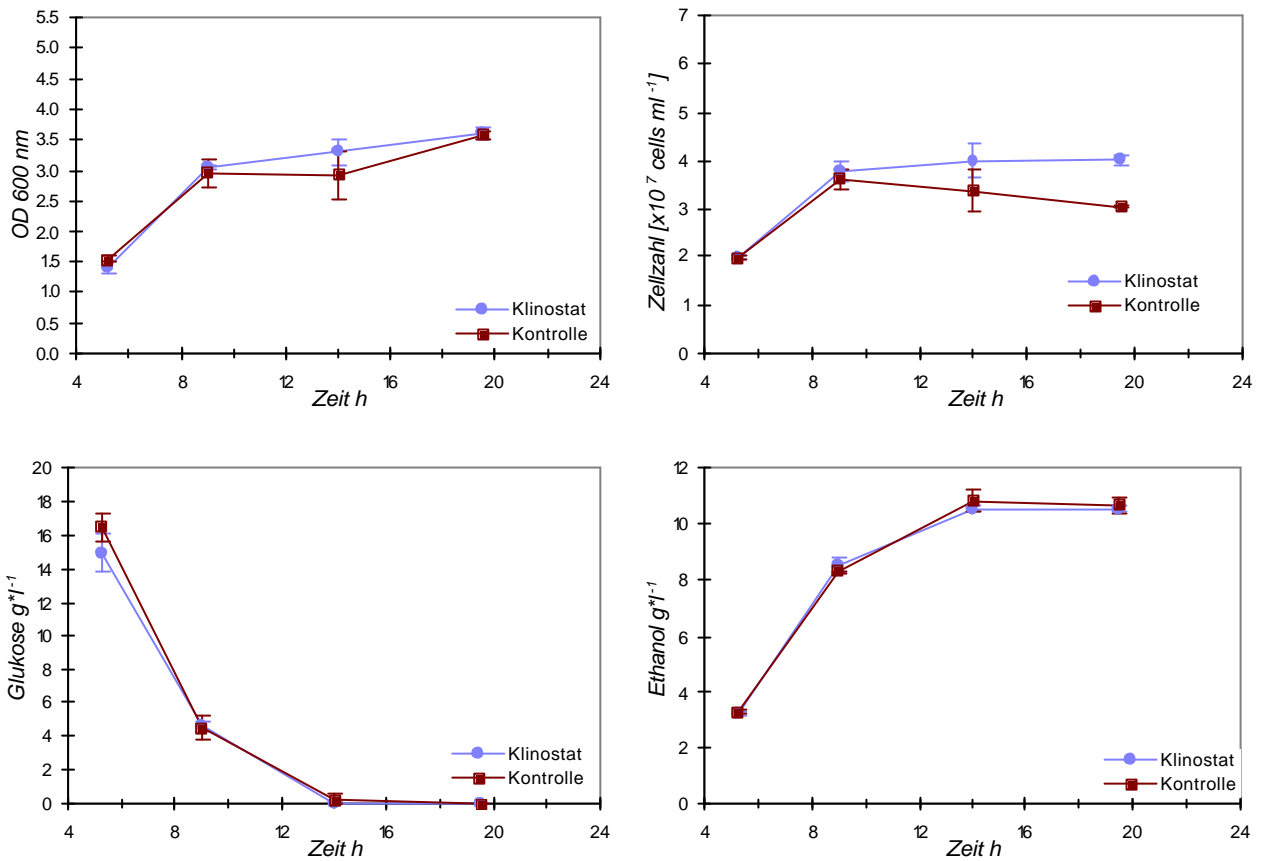 OD 600 nm
5.5
5.0
4.5
4.0
3.5
3.0
2.5
2.0
1.5
1.0
0.5
0.0
4 8 12 16 20 24
Zeit h
Klinostat
Kontrolle
Zellzahl [x10 7 cells ml -1]
7
6
5
4
3
2
1
0
4 8 12 16 20 24
Zeit h
Klinostat
Kontrolle
Glukose g*l-1
20
18
16
14
12
10
8
6
4
2
0
4 8 12 16 20 24
Zeit h
Klinostat
Kontrolle
Ethanol g*l-1
12
10
8
6
4
2
0
4 8 12 16 20 24
Zeit h
Klinostat
Kontrolle